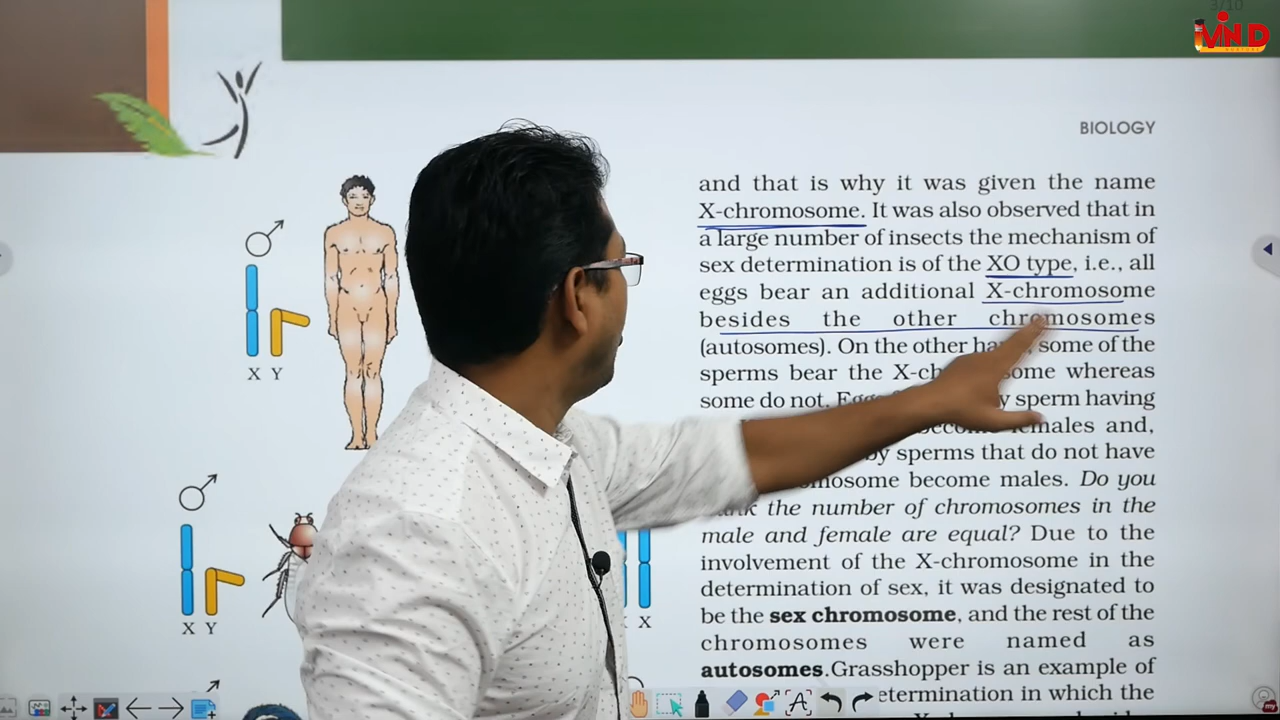 3/10
MIND
BIOLOGY
and that is why it was given the name
X-chromosome. It was also observed that in
a large number of insects the mechanism of
sex determination is of the XO type, i.e., all
eggs bear an additional X-chromosome
besides the other chromosomes
(autosomes). On the other some of the
sperms bear the whereas
some do not. sperm having
females and,
by sperms that do not have
become males. Do you
the number of chromosomes in the
male and female are equal? Due to the
involvement of the X-chromosome in the
determination of sex, it was designated to
be the sex chromosome, and the rest of the
chromosomes were named as
autosomes.Grasshopper is an example of
in which the
X Y
X Y
X